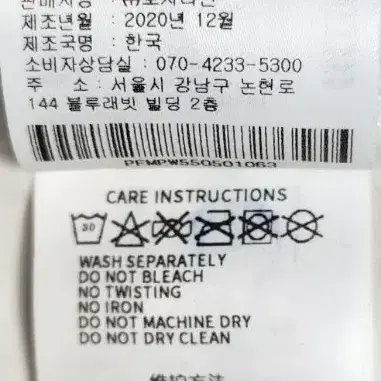 제조년월 : 2020년 12월
제조국명 : 한국
소비자상담실 : 070-4233-5300
주 소 : 서울시 강남구 논현로
144 블루래빗 빌딩 2층
PFMPW550501063
CARE INSTRUCTIONS
30
WASH SEPARATELY
DO NOT BLEACH
NO TWISTING
NO IRON
DO NOT MACHINE DRY
DO NOT DRY CLEAN